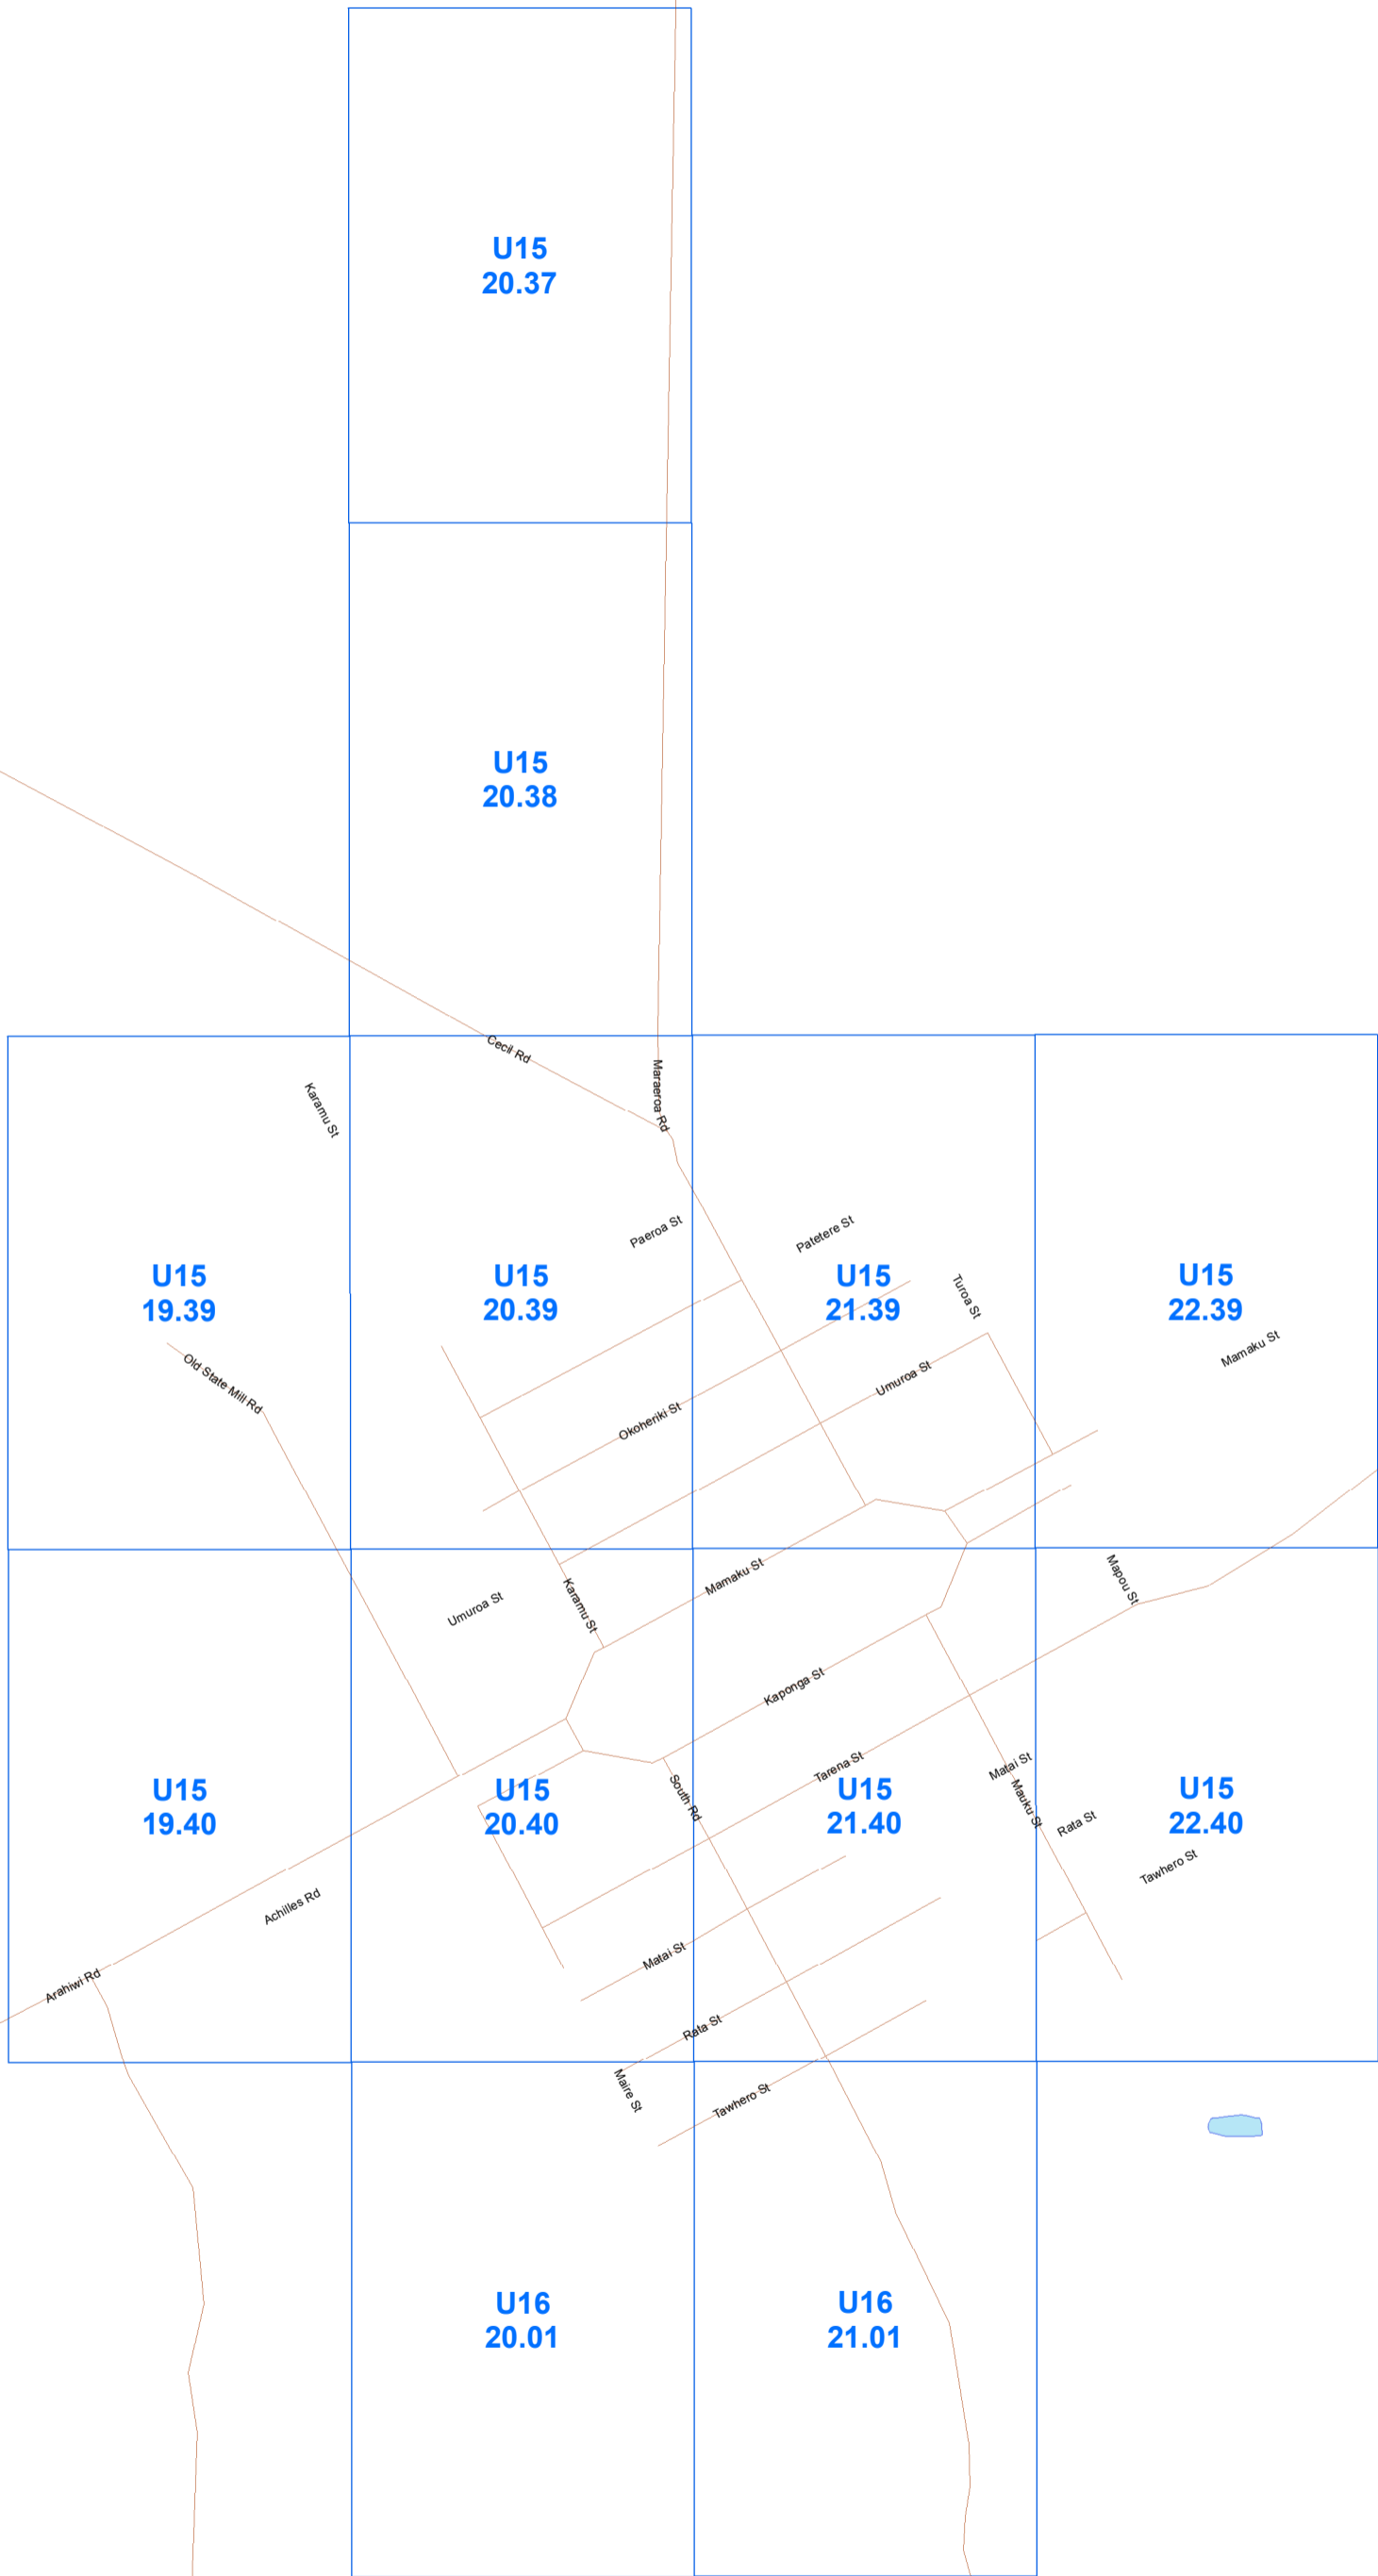 U15
20.37
U15
20.38
Cecil Rd
Maraeroa Rd
Karamu St
Paeroa St
Patetere St
U15
19.39
U15
20.39
U15
21.39
Turoa St
U15
22.39
Mamaku St
Old State Mill Rd
Umuroa St
Okoheriki St
Mamaku St
Mapou St
Umuroa St
Karamu St
Kaponga St
Tarena St
Matai St
U15
19.40
U15
20.40
South Rd
U15
21.40
Mauku St
U15
22.40
Rata St
Tawhero St
Achilles Rd
Matai St
Arahiwi Rd
Rata St
Maire St
Tawhero St
U16
20.01
U16
21.01